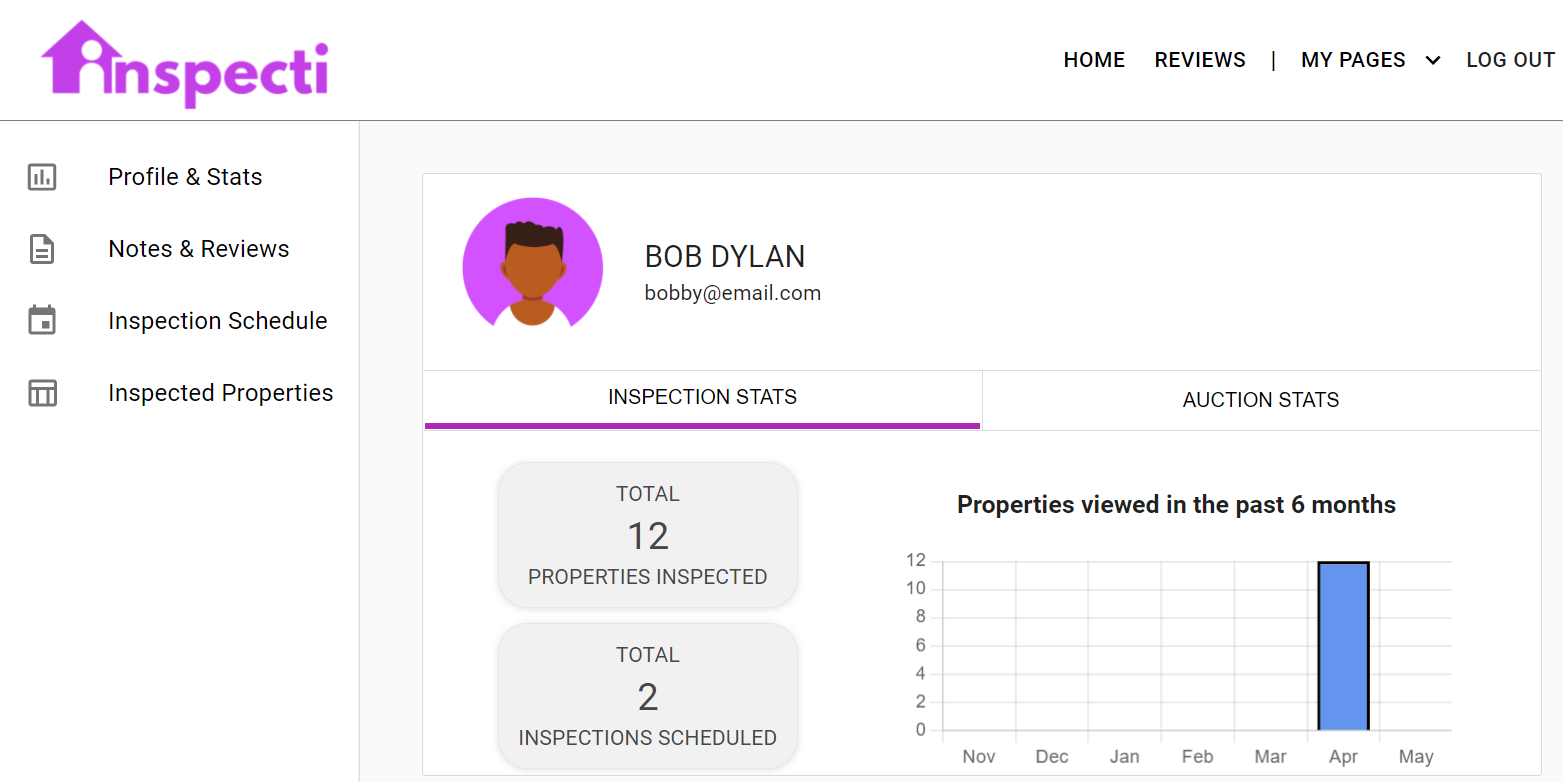 inspecti
HOME REVIEWS | MY PAGES LOG OUT
Profile & Stats
Notes & Reviews
Inspection Schedule
Inspected Properties
BOB DYLAN
bobby@email.com
INSPECTION STATS
AUCTION STATS
TOTAL
12
PROPERTIES INSPECTED
TOTAL
2
INSPECTIONS SCHEDULED
Properties viewed in the past 6 months
12
10
8
6
4
2
0
Nov Dec Jan Feb Mar Apr May